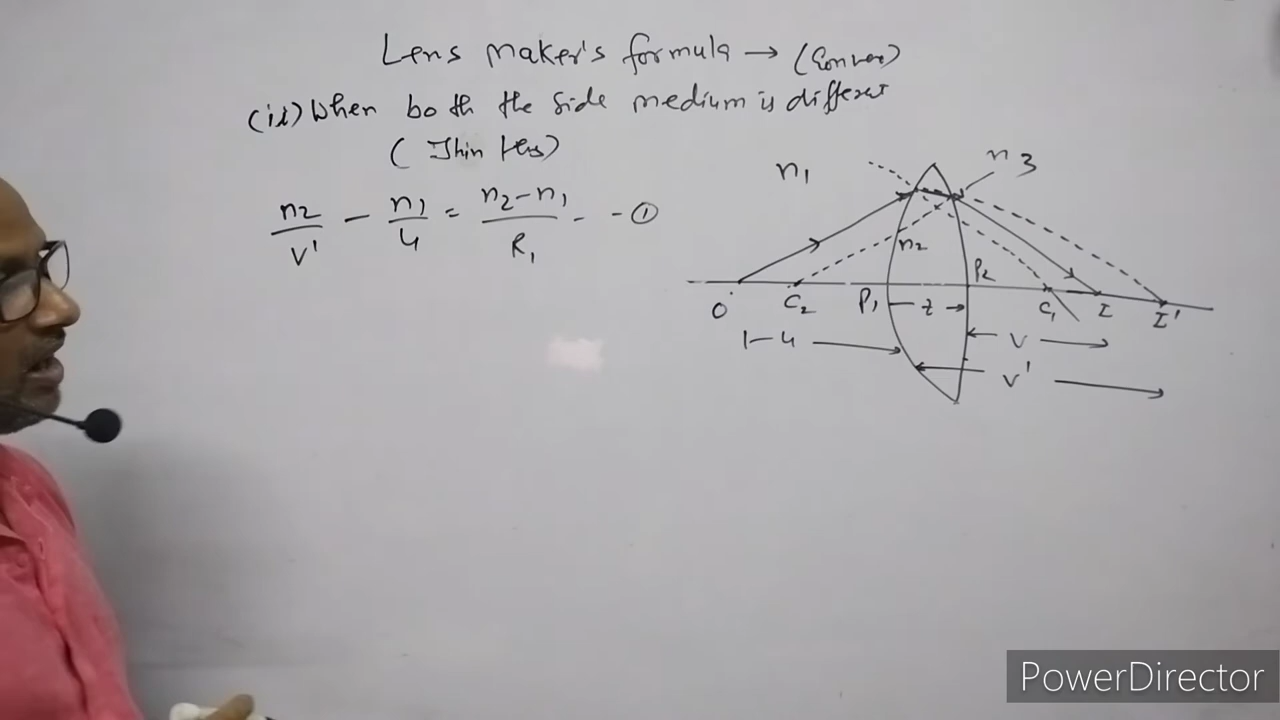 Lens Maker's formula → (Convex)
(ii) When both the side medium is different
(Thin lens)
n2/v' - n1/u = n2-n1/R1 - - ①
n1
n3
n2
O C2 P1 t P2 C1 I I'
1-u
v
v'
PowerDirector